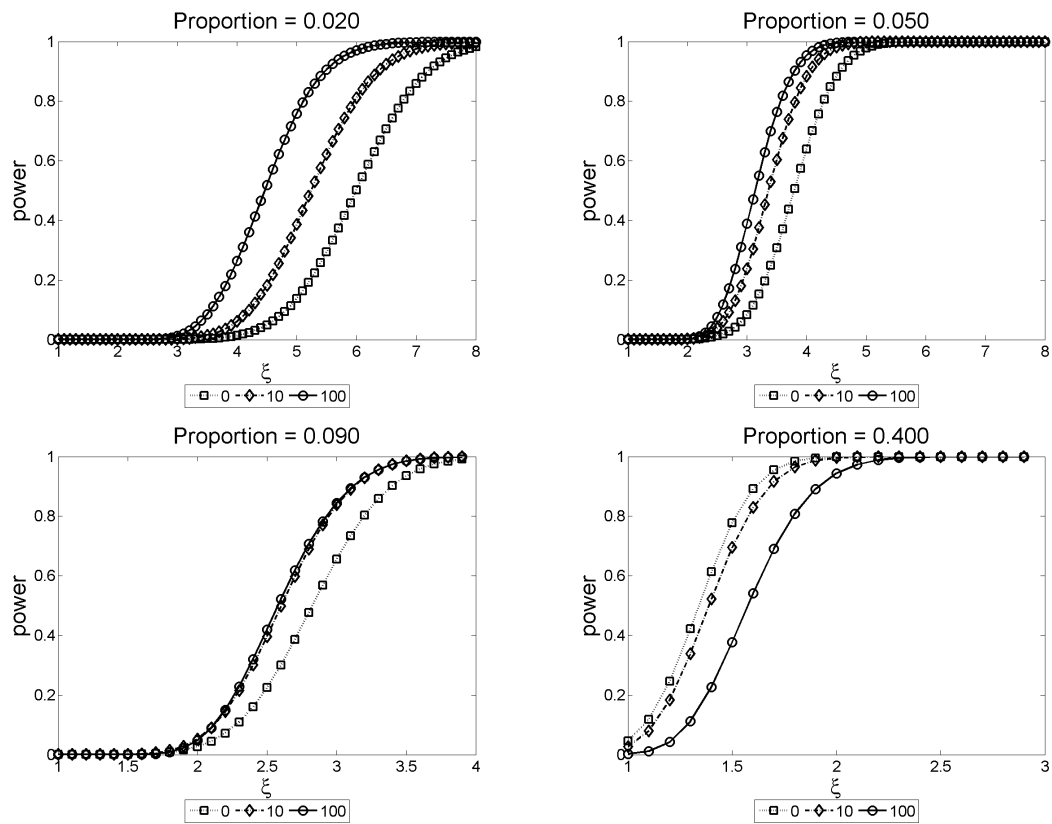 Proportion = 0.020
power
1
0.8
0.6
0.4
0.2
0
1 2 3 4 5 6 7 8
ξ
0 10 100
Proportion = 0.050
power
1
0.8
0.6
0.4
0.2
0
1 2 3 4 5 6 7 8
ξ
0 10 100
Proportion = 0.090
power
1
0.8
0.6
0.4
0.2
0
1 1.5 2 2.5 3 3.5 4
ξ
0 10 100
Proportion = 0.400
power
1
0.8
0.6
0.4
0.2
0
1 1.5 2 2.5 3
ξ
0 10 100